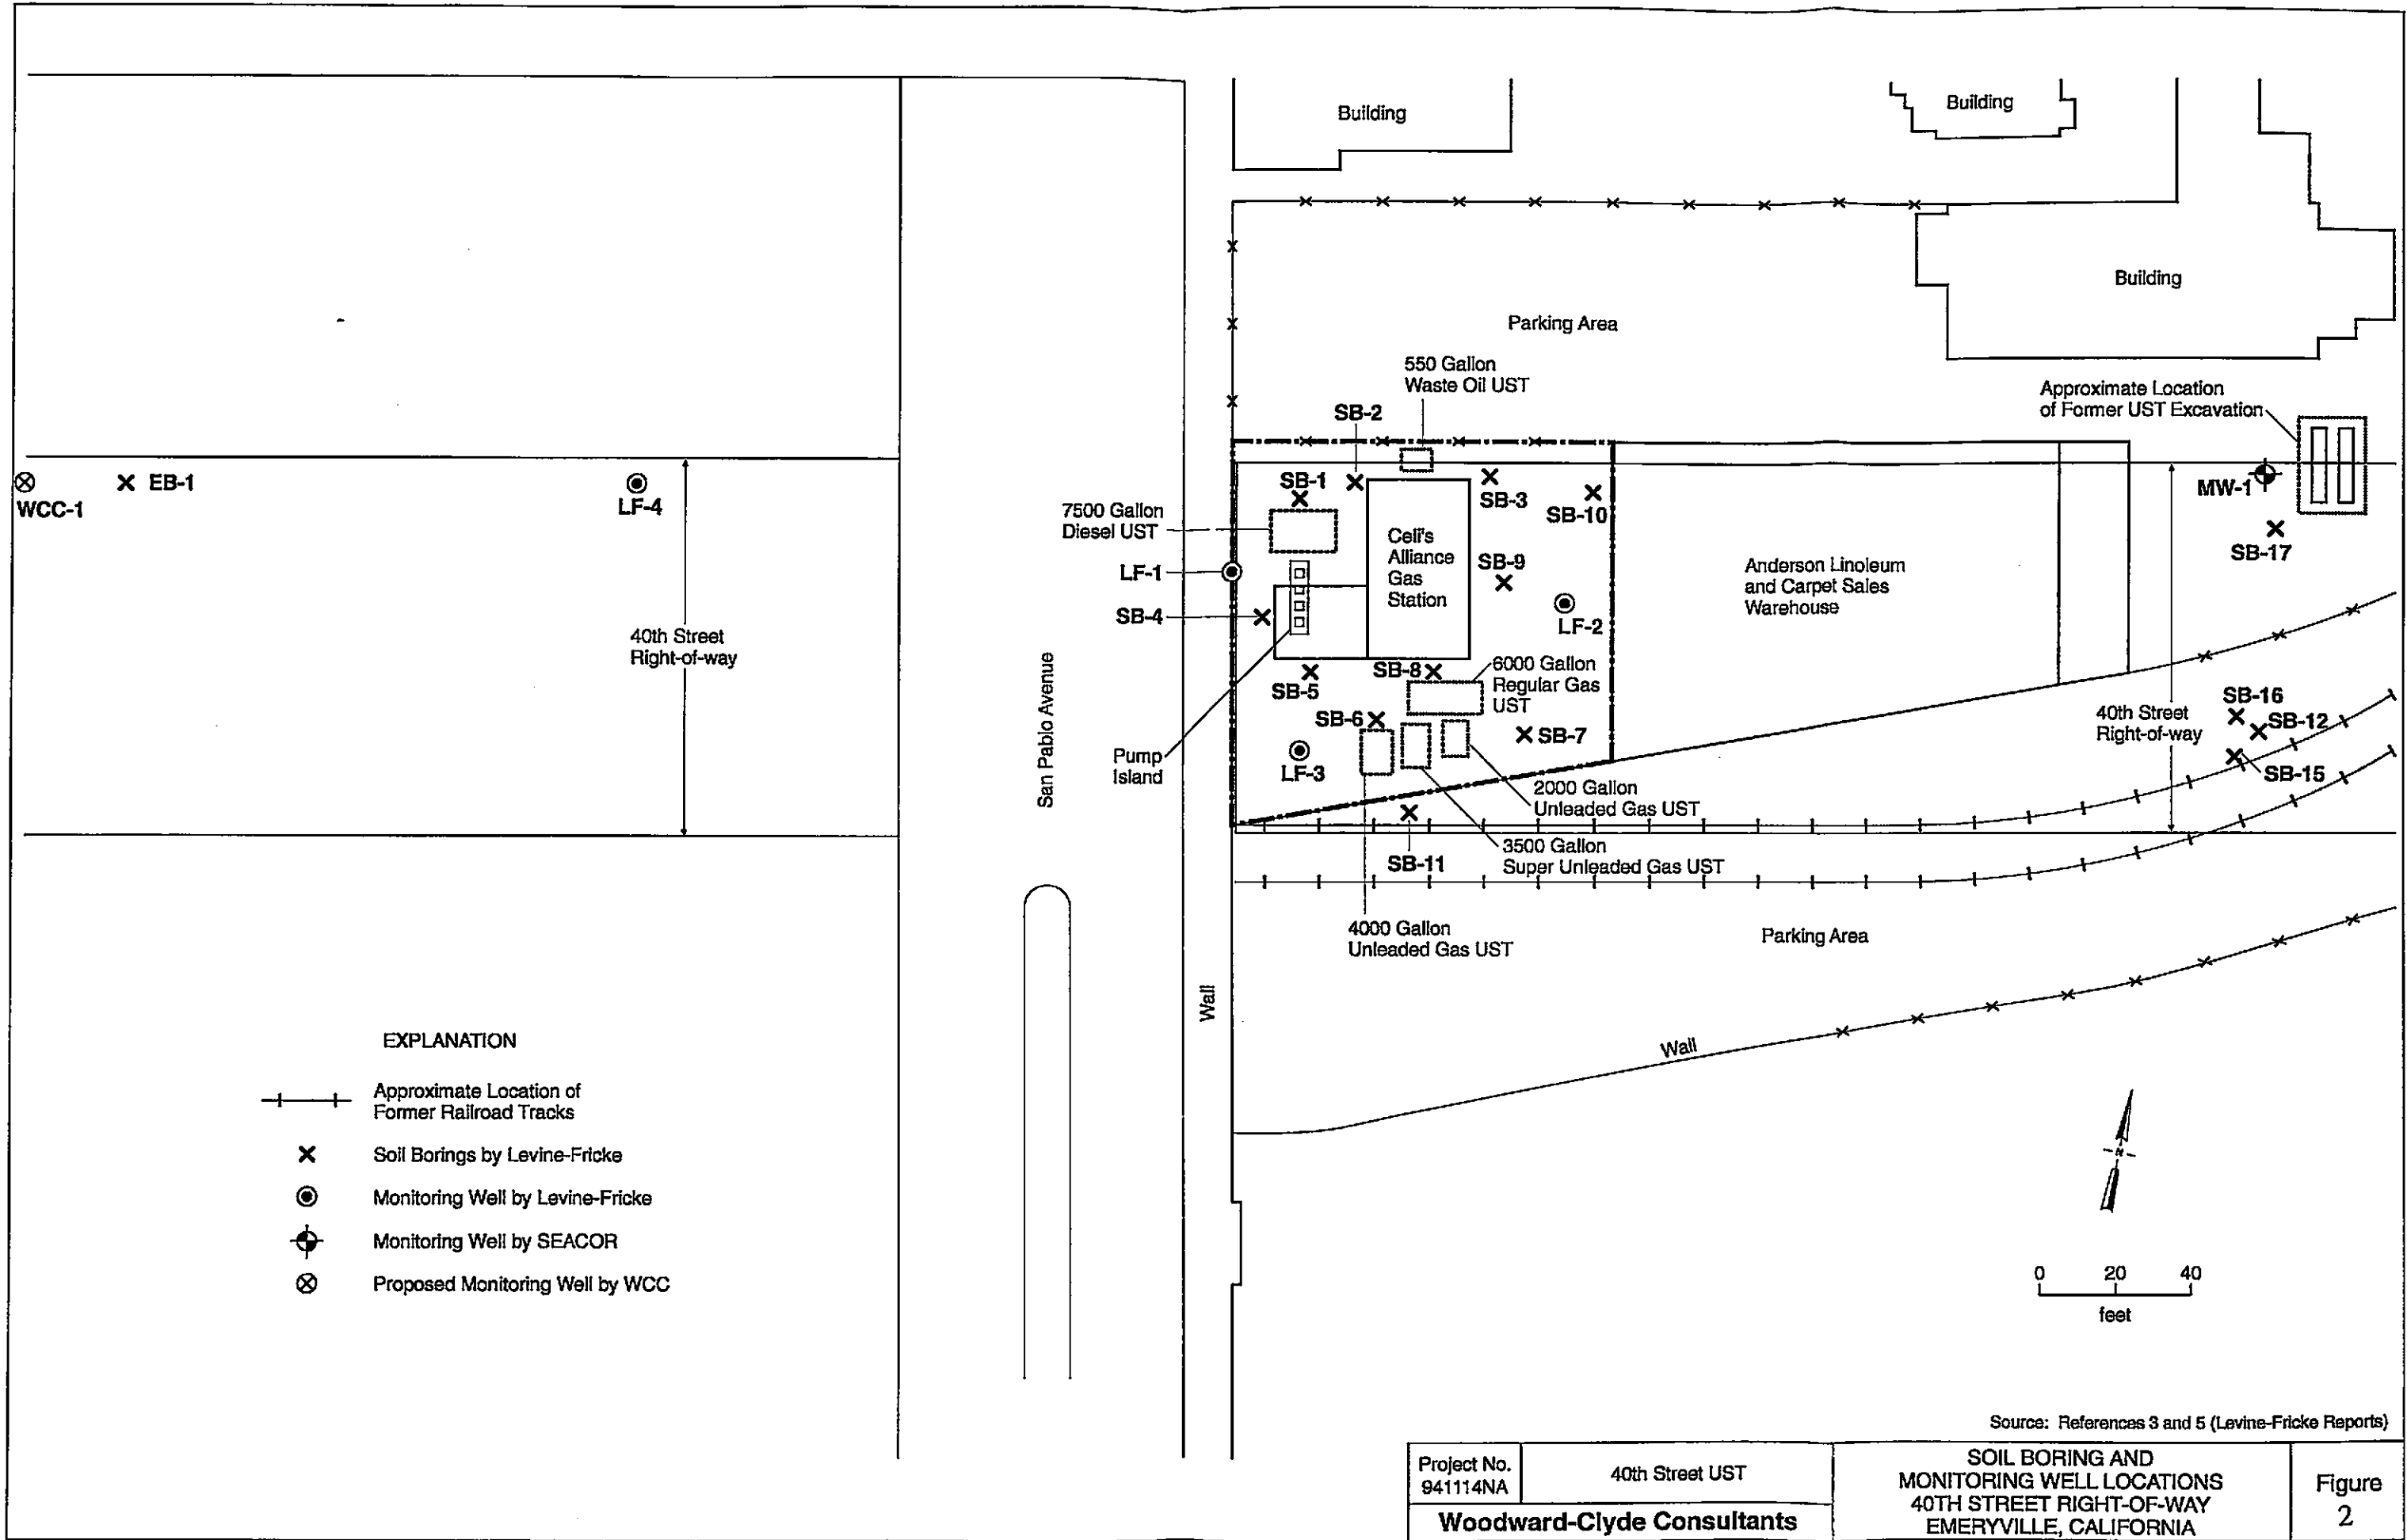 Building
Building
Building
Parking Area
550 Gallon
Waste Oil UST
Approximate Location
of Former UST Excavation
SB-2
SB-1
SB-3
SB-10
MW-1
SB-17
WCC-1
EB-1
LF-4
7500 Gallon
Diesel UST
LF-1
SB-4
Celi's
Alliance
Gas
Station
SB-9
LF-2
Anderson Linoleum
and Carpet Sales
Warehouse
40th Street
Right-of-way
San Pablo Avenue
SB-5
SB-8
6000 Gallon
Regular Gas
UST
SB-6
SB-7
LF-3
Pump
Island
2000 Gallon
Unleaded Gas UST
3500 Gallon
Super Unleaded Gas UST
SB-11
4000 Gallon
Unleaded Gas UST
40th Street
Right-of-way
SB-16
SB-12
SB-15
Parking Area
Wall
Wall
EXPLANATION
Approximate Location of
Former Railroad Tracks
Soil Borings by Levine-Fricke
Monitoring Well by Levine-Fricke
Monitoring Well by SEACOR
Proposed Monitoring Well by WCC
N
0 20 40
feet
Source: References 3 and 5 (Levine-Fricke Reports)
Project No.
941114NA
40th Street UST
Woodward-Clyde Consultants
SOIL BORING AND
MONITORING WELL LOCATIONS
40TH STREET RIGHT-OF-WAY
EMERYVILLE, CALIFORNIA
Figure
2